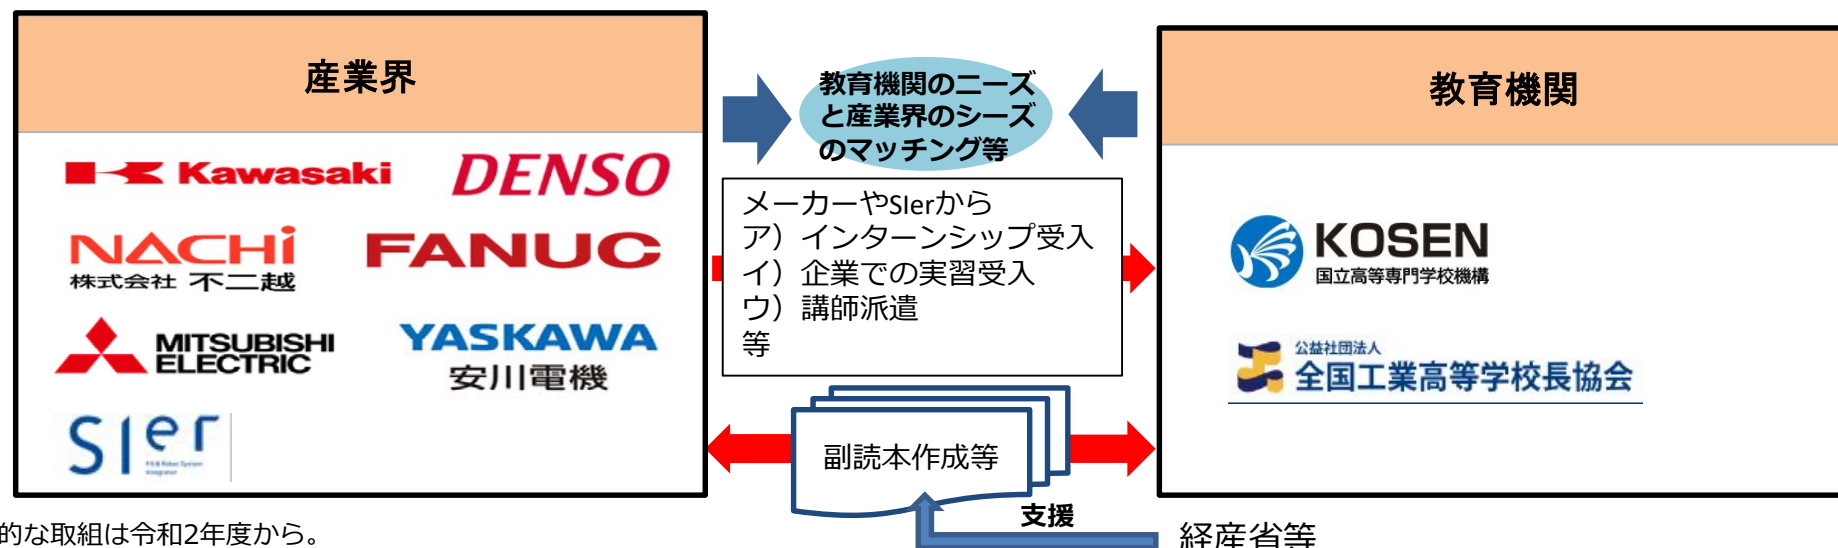 産業界
Kawasaki
DENSO
NACHi
株式会社 不二越
FANUC
MITSUBISHI
ELECTRIC
YASKAWA
安川電機
SIer
教育機関のニーズ
と産業界のシーズ
のマッチング等
メーカーやSIerから
ア）インターンシップ受入
イ）企業での実習受入
ウ）講師派遣
等
副読本作成等
支援
経産省等
教育機関
KOSEN
国立高等専門学校機構
公益社団法人
全国工業高等学校長協会
的な取組は令和2年度から。